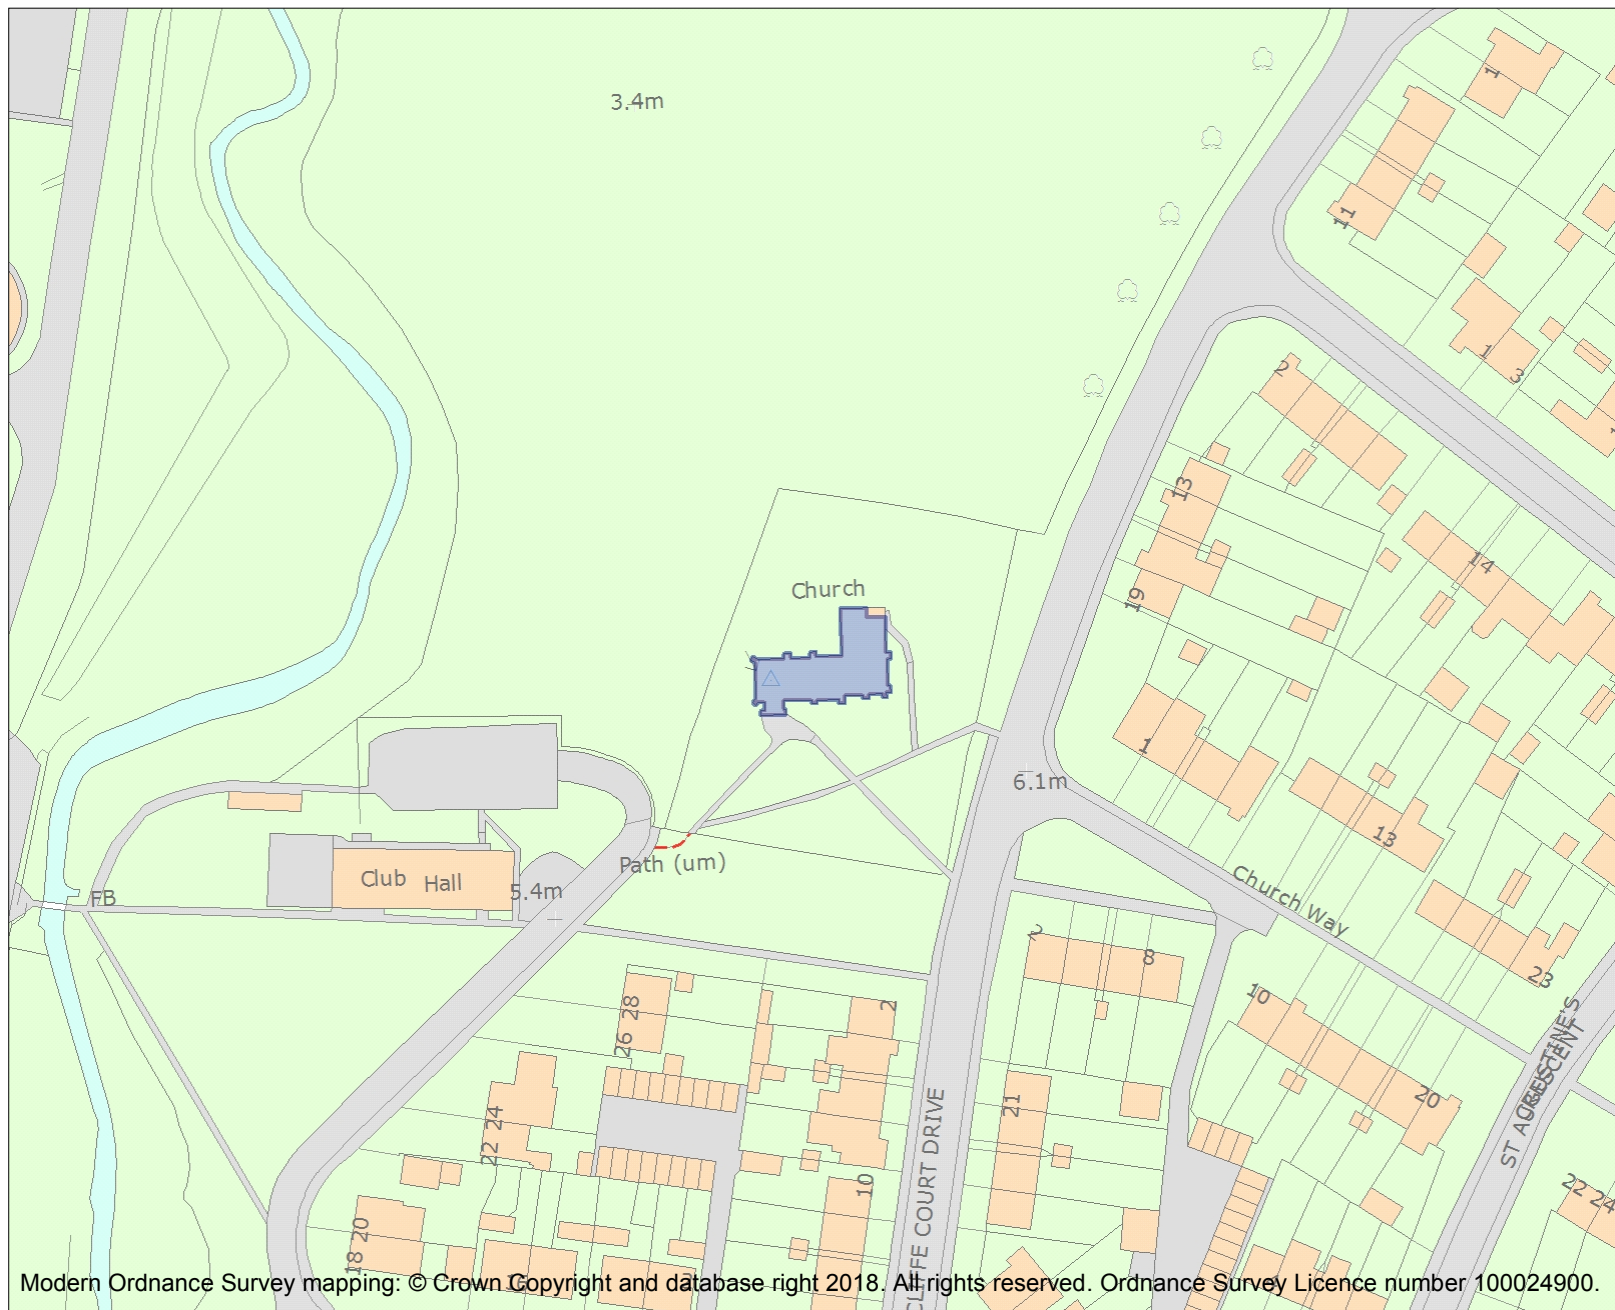 3.4m
1
11
2
1
3
13
14
Church
19
1
6.1m
13
Path (um)
Club Hall
5.4m
FB
Church Way
2
8
10
23
28
26
2
24
22
21
20
ST AUGUSTINE'S
CRESCENT
CLIFFE COURT DRIVE
10
22 24
20
18
Modern Ordnance Survey mapping: © Crown Copyright and database right 2018. All rights reserved. Ordnance Survey Licence number 100024900.